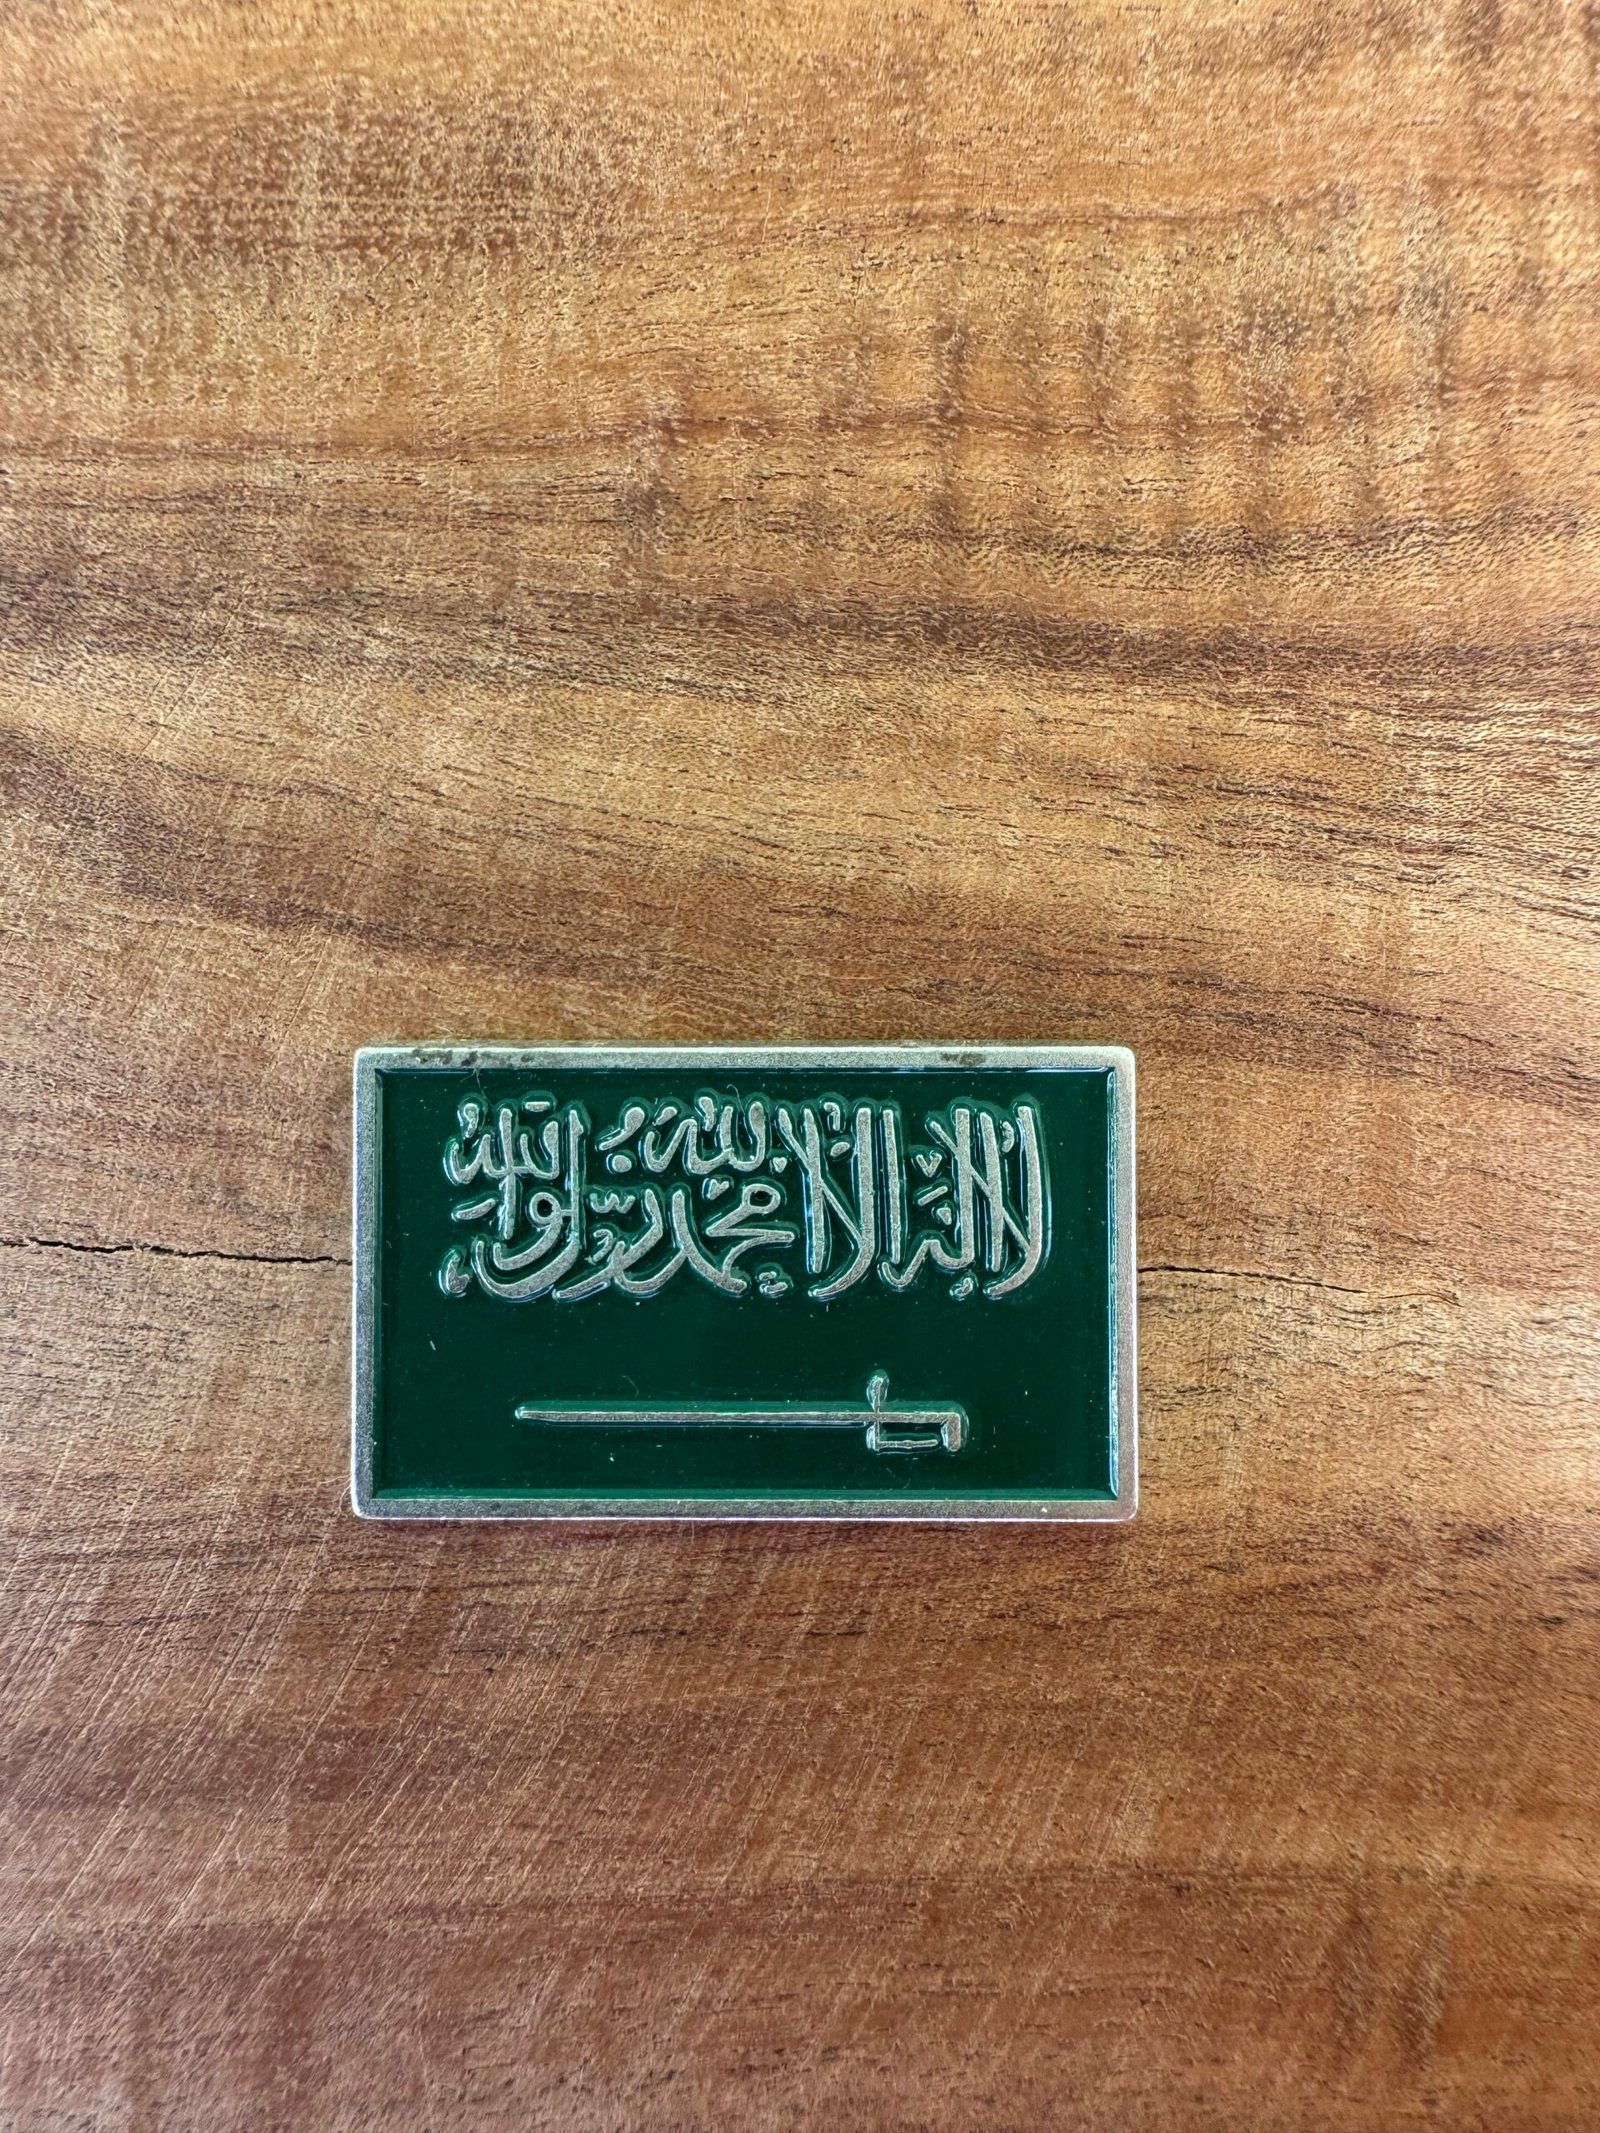 لا إله إلا الله محمد رسول الله